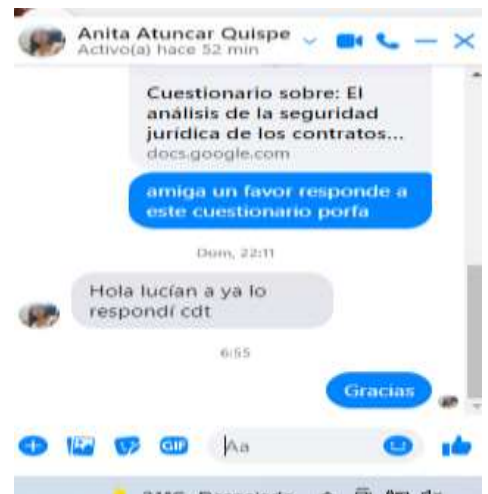 Anita Atuncar Quispe
Activo(a) hace 52 min
Cuestionario sobre: El
análisis de la seguridad
jurídica de los contratos...
docs.google.com
amiga un favor responde a
este cuestionario porfa
Dom, 22:11
Hola lucían a ya lo
respondí cdt
6:55
Gracias
GIF
Aa